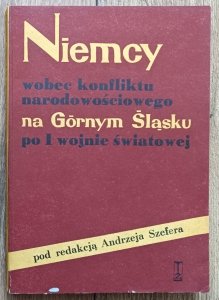 Niemcy
wobec konfliktu
narodowościowego
na Górnym Śląsku
po I wojnie światowej
pod redakcją Andrzeja Szefera